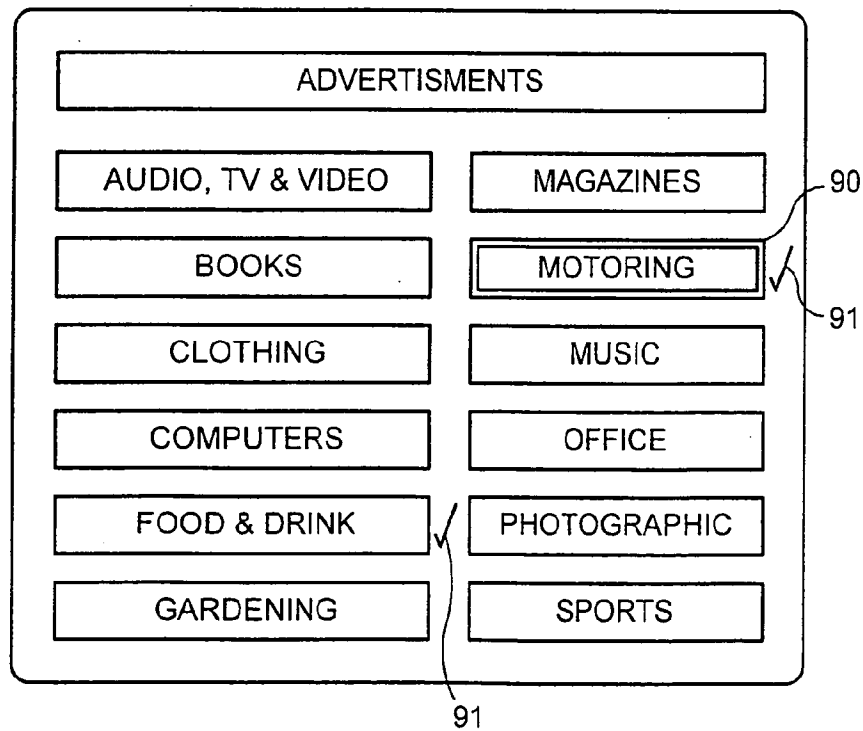 ADVERTISMENTS
AUDIO, TV & VIDEO
MAGAZINES
90
BOOKS
MOTORING
91
CLOTHING
MUSIC
COMPUTERS
OFFICE
FOOD & DRINK
PHOTOGRAPHIC
GARDENING
SPORTS
91